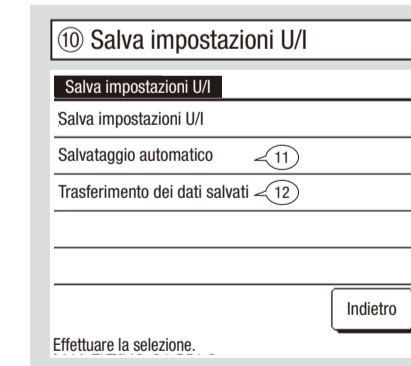 ⑩ Salva impostazioni U/I
Salva impostazioni U/I
Salva impostazioni U/I
Salvataggio automatico 11
Trasferimento dei dati salvati 12
Indietro
Effettuare la selezione.